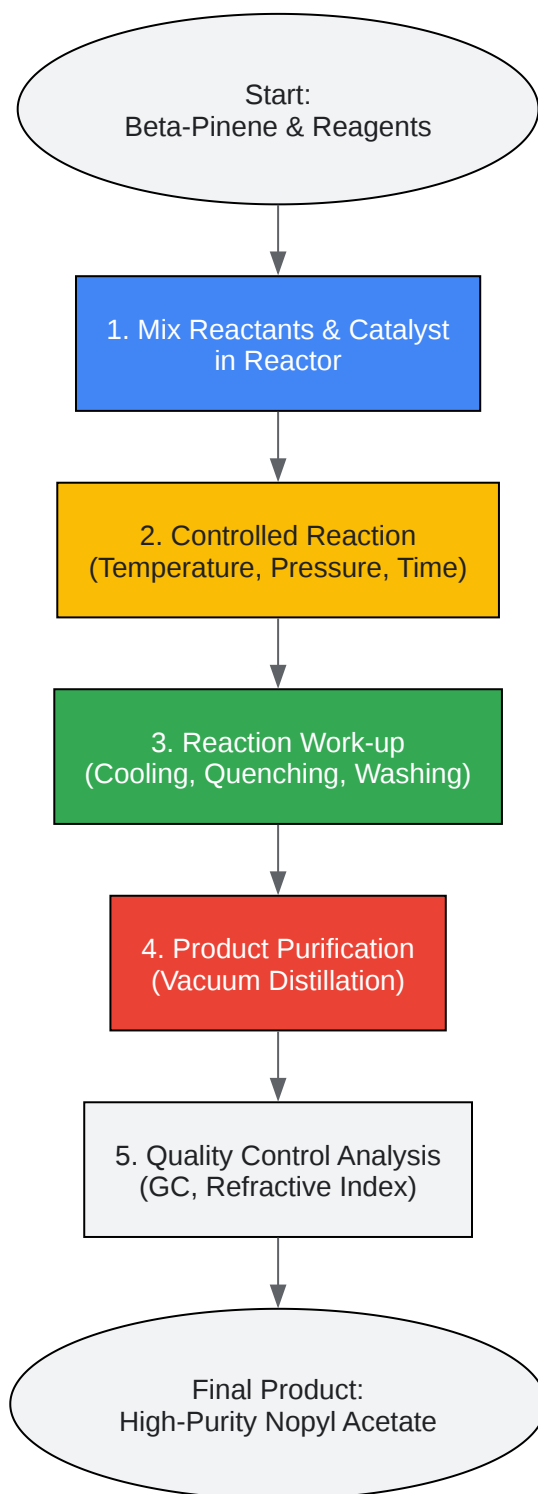 Start:
Beta-Pinene & Reagents
1. Mix Reactants & Catalyst
in Reactor
2. Controlled Reaction
(Temperature, Pressure, Time)
3. Reaction Work-up
(Cooling, Quenching, Washing)
4. Product Purification
(Vacuum Distillation)
5. Quality Control Analysis
(GC, Refractive Index)
Final Product:
High-Purity Nopyl Acetate